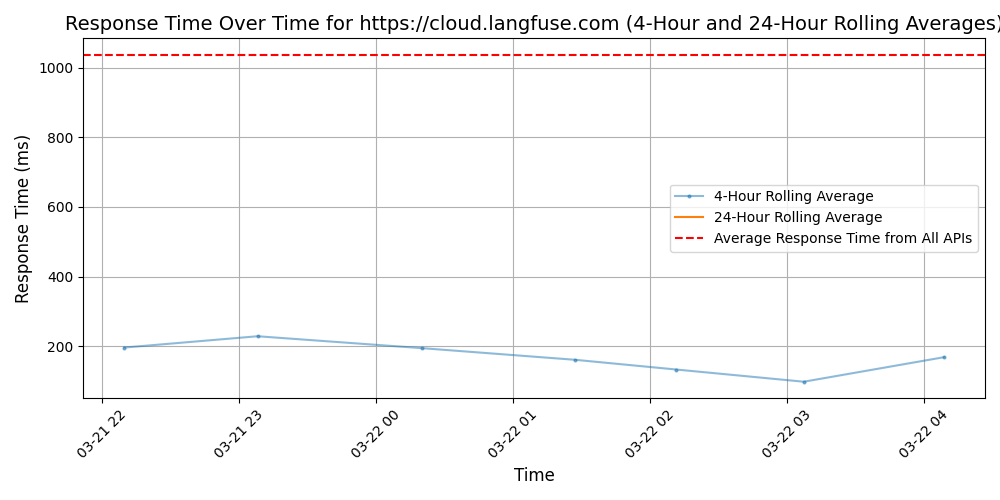 Response Time Over Time for https://cloud.langfuse.com (4-Hour and 24-Hour Rolling Averages)
Response Time (ms)
1000
800
600
400
200
4-Hour Rolling Average
24-Hour Rolling Average
Average Response Time from All APIs
03-21 22
03-21 23
03-22 00
03-22 01
03-22 02
03-22 03
03-22 04
Time